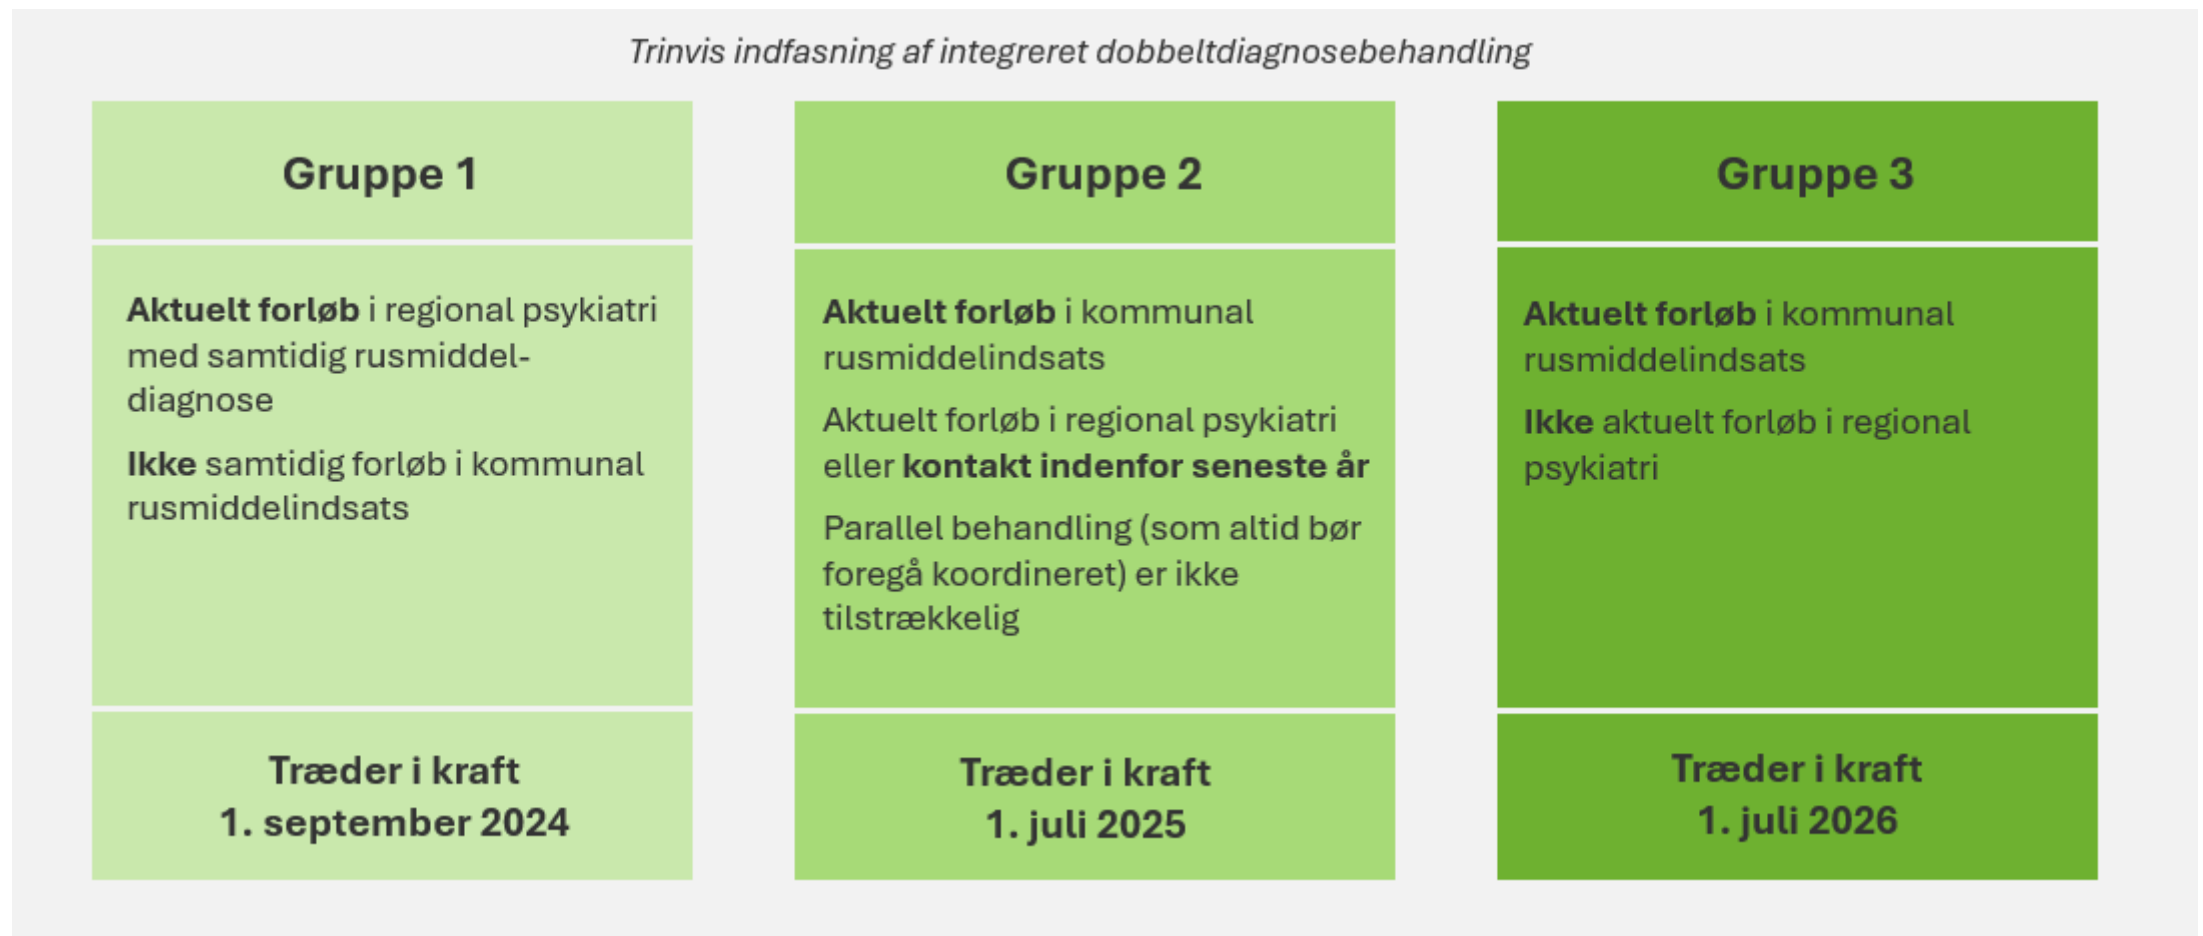 Trinvis indfasning af integreret dobbeltdiagnosebehandling
Gruppe 1
Aktuelt forløb i regional psykiatri
med samtidig rusmiddel-
diagnose
Ikke samtidig forløb i kommunal
rusmiddelindsats
Træder i kraft
1. september 2024
Gruppe 2
Aktuelt forløb i kommunal
rusmiddelindsats
Aktuelt forløb i regional psykiatri
eller kontakt indenfor seneste år
Parallel behandling (som altid bør
foregå koordineret) er ikke
tilstrækkelig
Træder i kraft
1. juli 2025
Gruppe 3
Aktuelt forløb i kommunal
rusmiddelindsats
Ikke aktuelt forløb i regional
psykiatri
Træder i kraft
1. juli 2026